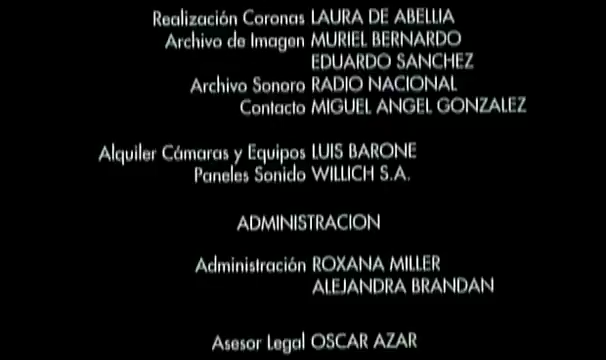 Realización Coronas LAURA DE ABELLIA
Archivo de Imagen MURIEL BERNARDO
EDUARDO SANCHEZ
Archivo Sonoro RADIO NACIONAL
Contacto MIGUEL ANGEL GONZALEZ
Alquiler Cámaras y Equipos LUIS BARONE
Paneles Sonido WILLICH S.A.
ADMINISTRACION
Administración ROXANA MILLER
ALEJANDRA BRANDAN
Asesor Legal OSCAR AZAR